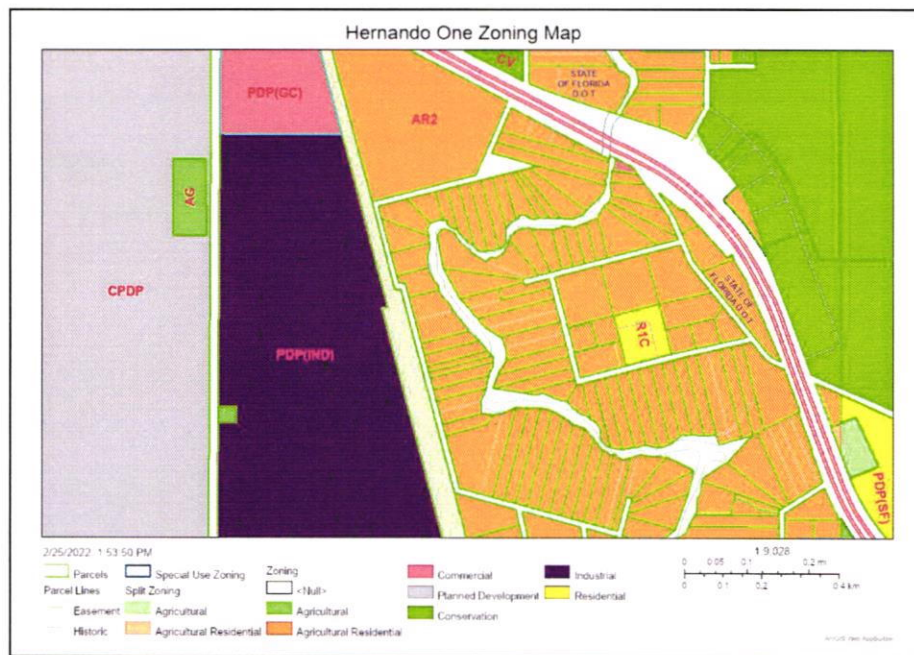 Hernando One Zoning Map
PDP(GC)
CV
STATE
OF FLORIDA
D O T
AR2
AG
CPDP
STATE OF
FLORIDA D O T
R1C
PDP(IND)
PDP(SF)
2/25/2022, 1:53:50 PM
1:9,028
Parcels
Parcel Lines
Easement
Historic
Special Use Zoning
Split Zoning
Agricultural
Agricultural Residential
Zoning
<Null>
Agricultural
Agricultural Residential
Commercial
Planned Development
Conservation
Industrial
Residential
0 0.05 0.1 0.2 mi
0 0.1 0.2 0.4 km